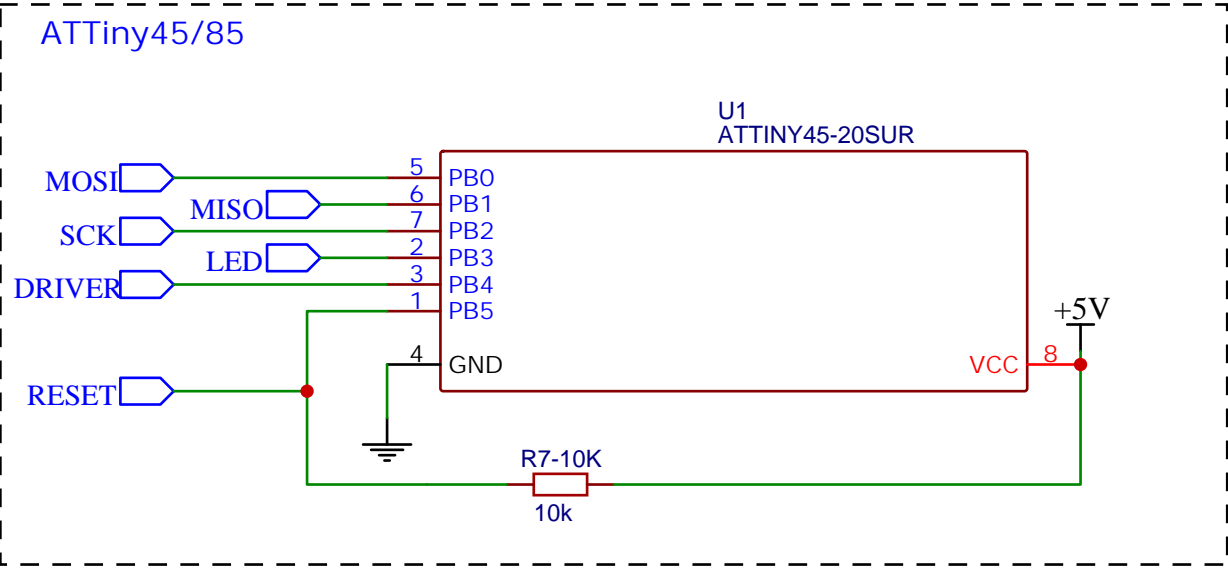 ATTiny45/85
U1
ATTINY45-20SUR
MOSI
5
PB0
MISO
6
PB1
SCK
7
PB2
LED
2
PB3
DRIVER
3
PB4
1
PB5
+5V
4
GND
VCC
8
RESET
R7-10K
10k